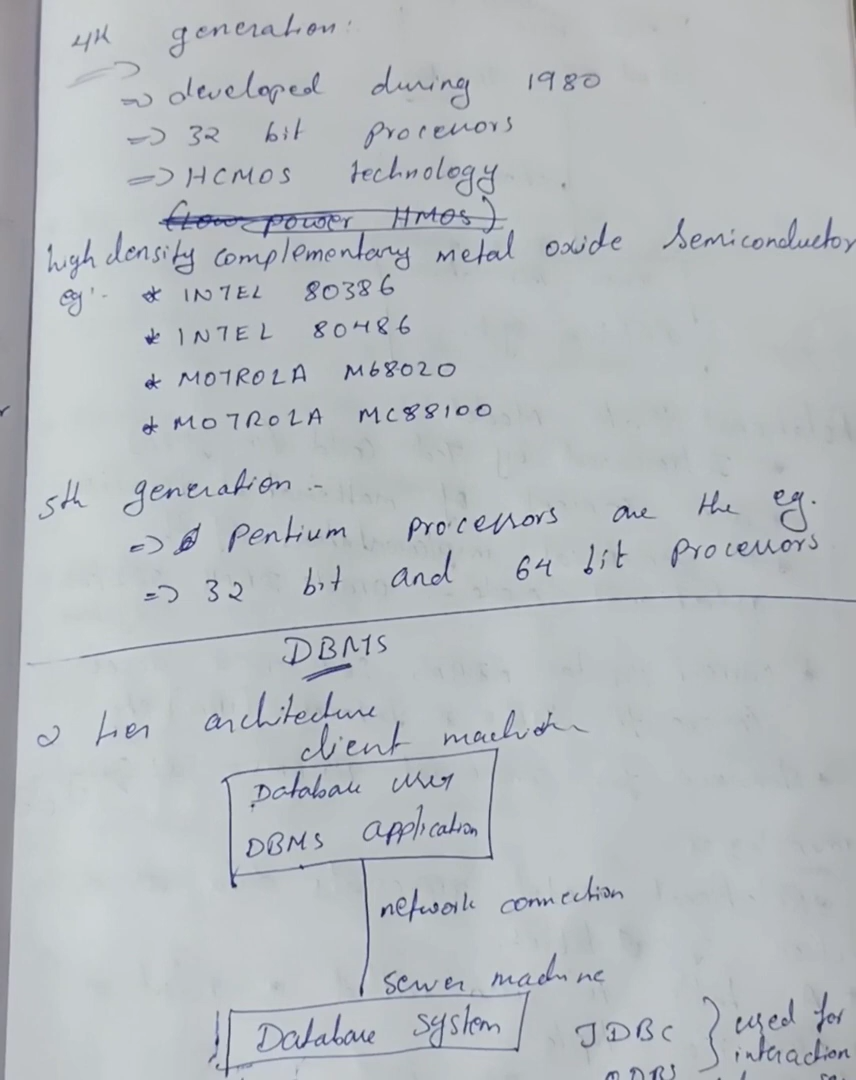 4th generation:
=> developed during 1980
=> 32 bit processors
=> HCMOS technology
(Low power HMOS)
high density complementary metal oxide semiconductor
eg:- * INTEL 80386
* INTEL 80486
* MOTROLA M68020
* MOTROLA MC88100
5th generation :-
=> Pentium processors are the eg.
=> 32 bit and 64 bit processors
DBMS
tier architecture
client machine
Database user
DBMS application
network connection
server machine
Database system
JDBC } used for
interaction